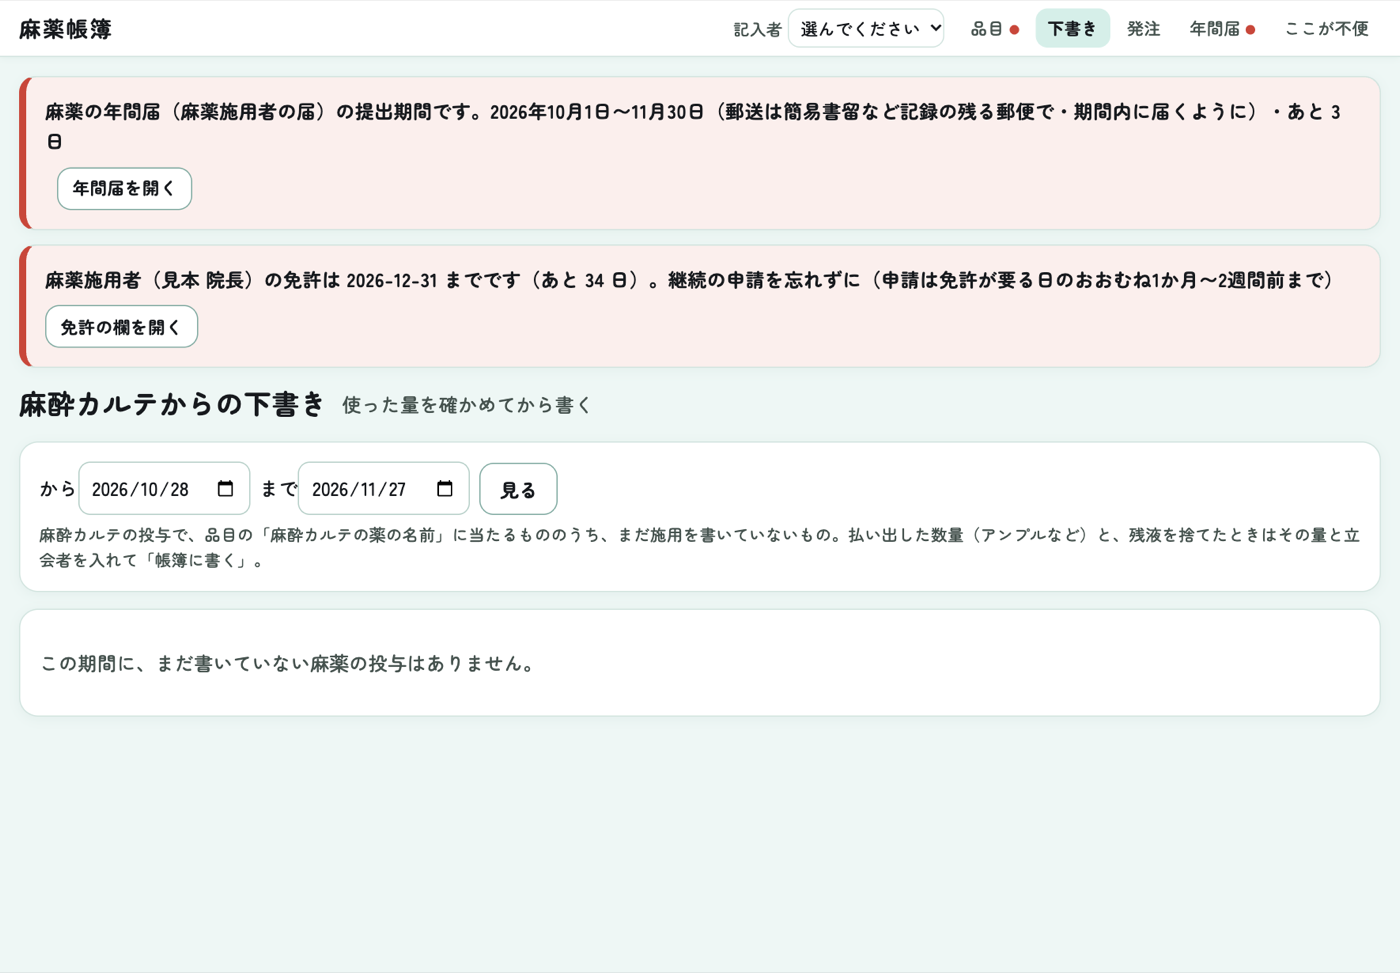 麻薬帳簿
記入者 選んでください 品目 下書き 発注 年間届 ここが不便
麻薬の年間届（麻薬施用者の届）の提出期間です。2026年10月1日〜11月30日（郵送は簡易書留など記録の残る郵便で・期間内に届くように）・あと 3
日
年間届を開く
麻薬施用者（見本 院長）の免許は 2026-12-31 までです（あと 34 日）。継続の申請を忘れずに（申請は免許が要る日のおおむね1か月〜2週間前まで）
免許の欄を開く
麻酔カルテからの下書き 使った量を確かめてから書く
から 2026/10/28 まで 2026/11/27 見る
麻酔カルテの投与で、品目の「麻酔カルテの薬の名前」に当たるもののうち、まだ施用を書いていないもの。払い出した数量（アンプルなど）と、残液を捨てたときはその量と立
会者を入れて「帳簿に書く」。
この期間に、まだ書いていない麻薬の投与はありません。